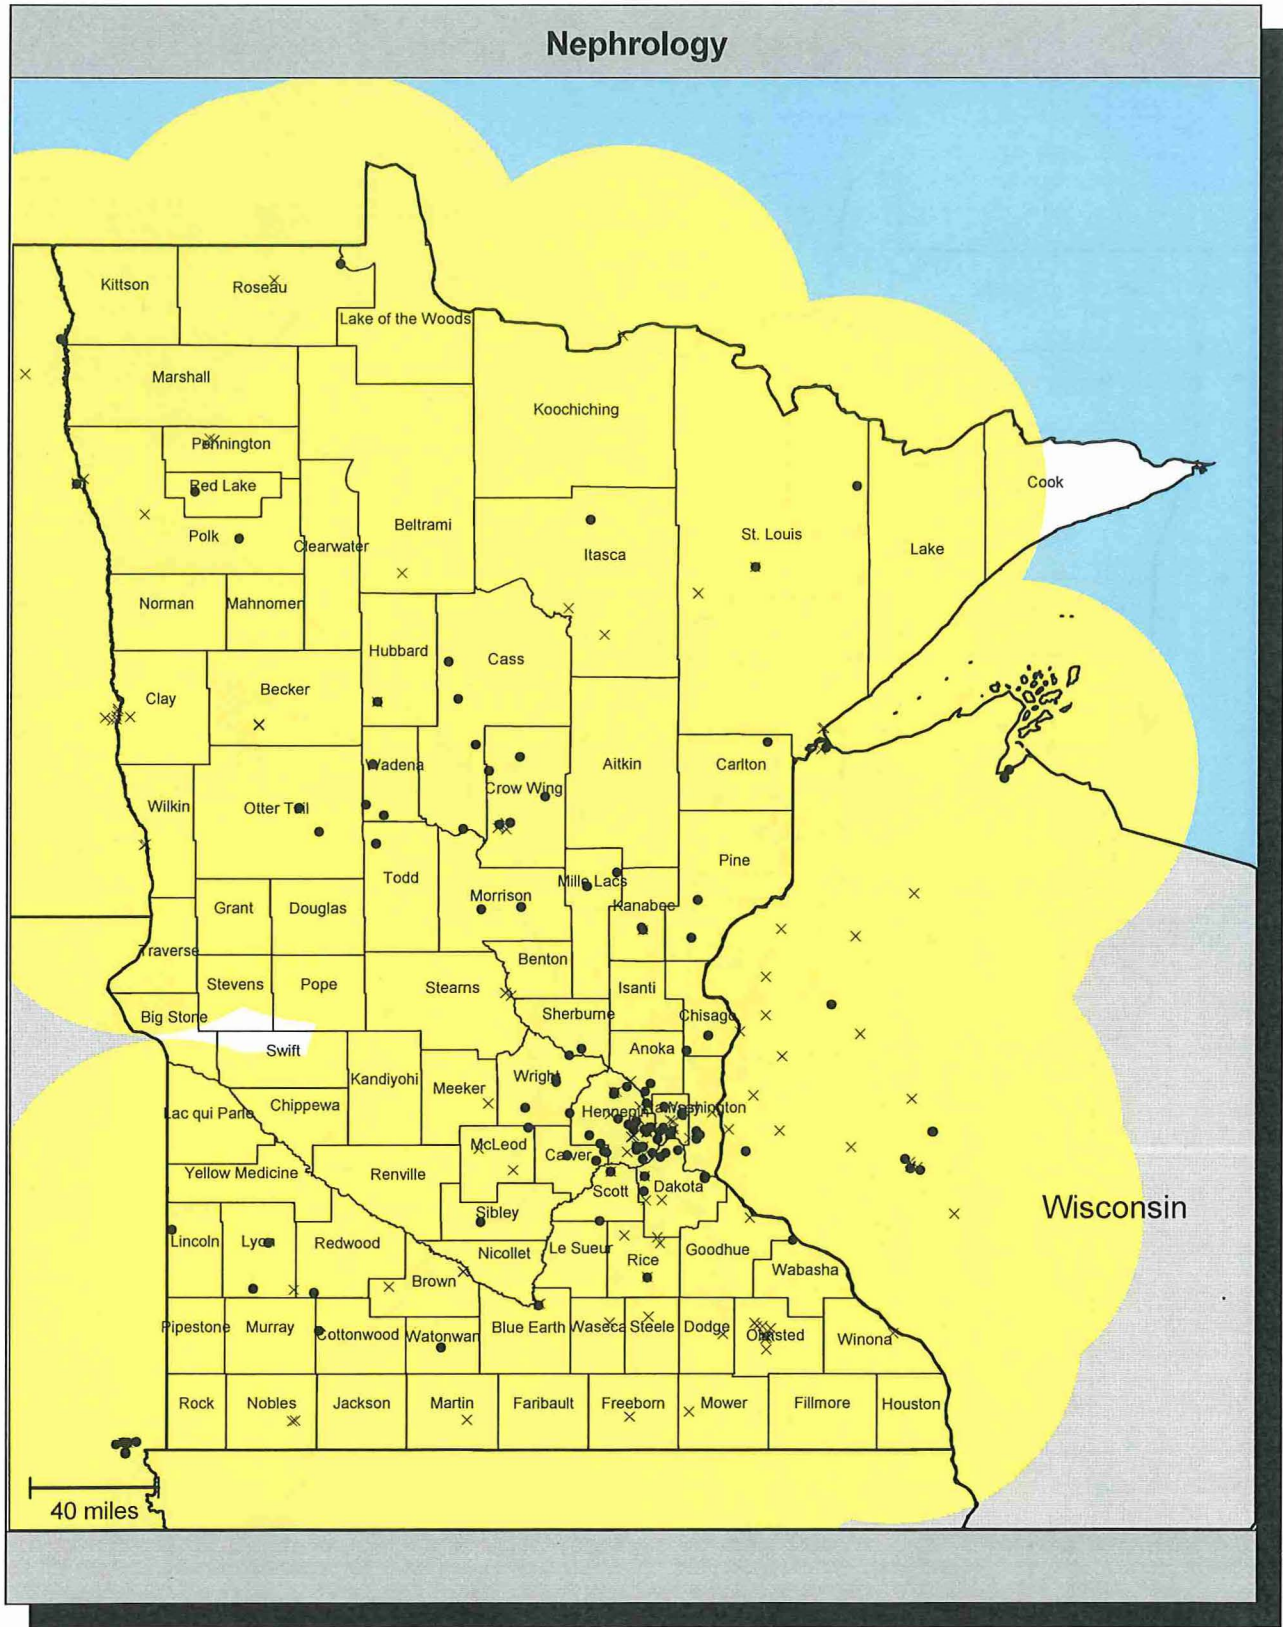 Nephrology
Kittson
Roseau
Lake of the Woods
Marshall
Koochiching
Pennington
Red Lake
Cook
Beltrami
Polk
Clearwater
Itasca
St. Louis
Lake
Norman
Mahnomen
Hubbard
Cass
Clay
Becker
Wadena
Aitkin
Carlton
Crow Wing
Wilkin
Otter Tail
Pine
Todd
Mille Lacs
Morrison
Kanabec
Grant
Douglas
Traverse
Benton
Stevens
Pope
Stearns
Isanti
Big Stone
Sherburne
Chisago
Swift
Anoka
Kandiyohi
Wright
Meeker
Lac qui Parle
Chippewa
Hennepin
Washington
McLeod
Carver
Yellow Medicine
Renville
Scott
Dakota
Wisconsin
Sibley
Lincoln
Lyon
Redwood
Nicollet
Le Sueur
Rice
Goodhue
Brown
Wabasha
Pipestone
Murray
Cottonwood
Watonwan
Blue Earth
Waseca
Steele
Dodge
Olmsted
Winona
Rock
Nobles
Jackson
Martin
Faribault
Freeborn
Mower
Fillmore
Houston
40 miles